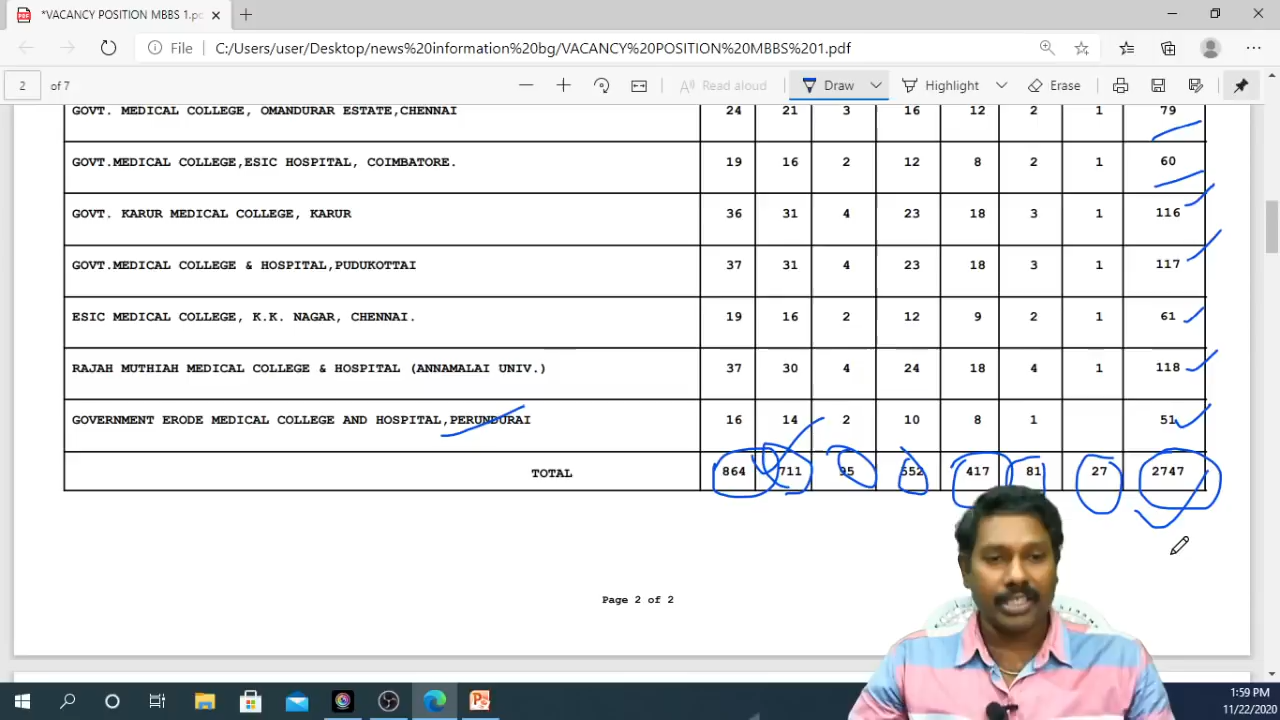 *VACANCY POSITION MBBS 1.pd
File C:/Users/user/Desktop/news%20information%20bg/VACANCY%20POSITION%20MBBS%201.pdf
2 of 7 Read aloud Draw Highlight Erase
GOVT. MEDICAL COLLEGE, OMANDURAR ESTATE,CHENNAI 24 21 3 16 12 2 1 79
GOVT.MEDICAL COLLEGE,ESIC HOSPITAL, COIMBATORE. 19 16 2 12 8 2 1 60
GOVT. KARUR MEDICAL COLLEGE, KARUR 36 31 4 23 18 3 1 116
GOVT.MEDICAL COLLEGE & HOSPITAL,PUDUKOTTAI 37 31 4 23 18 3 1 117
ESIC MEDICAL COLLEGE, K.K. NAGAR, CHENNAI. 19 16 2 12 9 2 1 61
RAJAH MUTHIAH MEDICAL COLLEGE & HOSPITAL (ANNAMALAI UNIV.) 37 30 4 24 18 4 1 118
GOVERNMENT ERODE MEDICAL COLLEGE AND HOSPITAL,PERUNDURAI 16 14 2 10 8 1 51
TOTAL 864 711 95 552 417 81 27 2747
Page 2 of 2
1:59 PM
11/22/2020